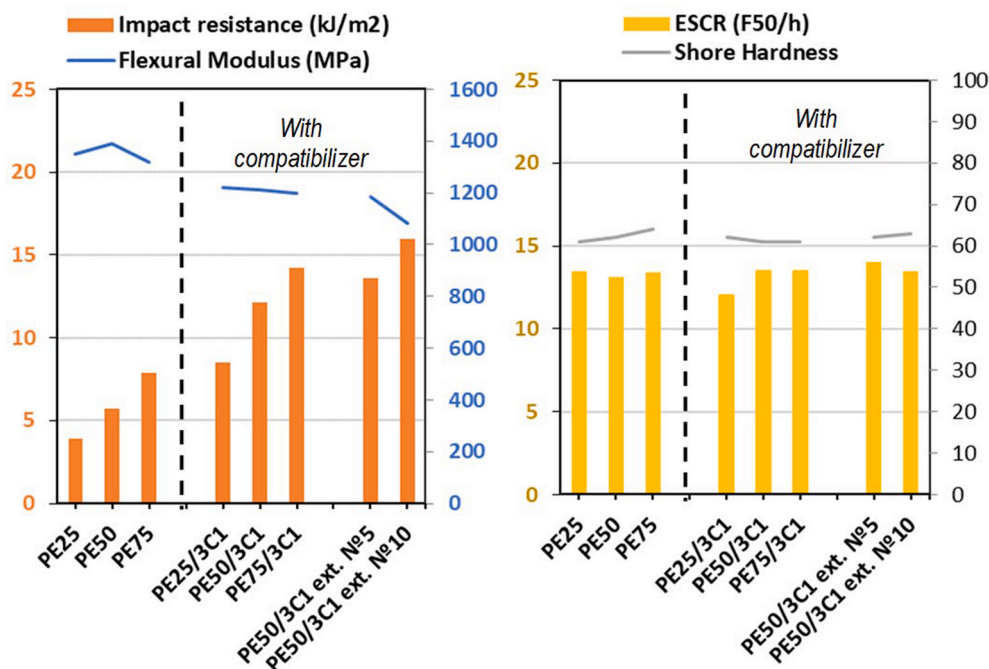 Impact resistance (kJ/m2)
Flexural Modulus (MPa)
25
20
15
10
5
0
1600
1400
1200
1000
800
600
400
200
0
With
compatibilizer
PE25
PE50
PE75
PE25/3C1
PE50/3C1
PE75/3C1
PE50/3C1 ext. №5
PE50/3C1 ext. №10
ESCR (F50/h)
Shore Hardness
25
20
15
10
5
0
100
90
80
70
60
50
40
30
20
10
0
With
compatibilizer
PE25
PE50
PE75
PE25/3C1
PE50/3C1
PE75/3C1
PE50/3C1 ext. №5
PE50/3C1 ext. №10